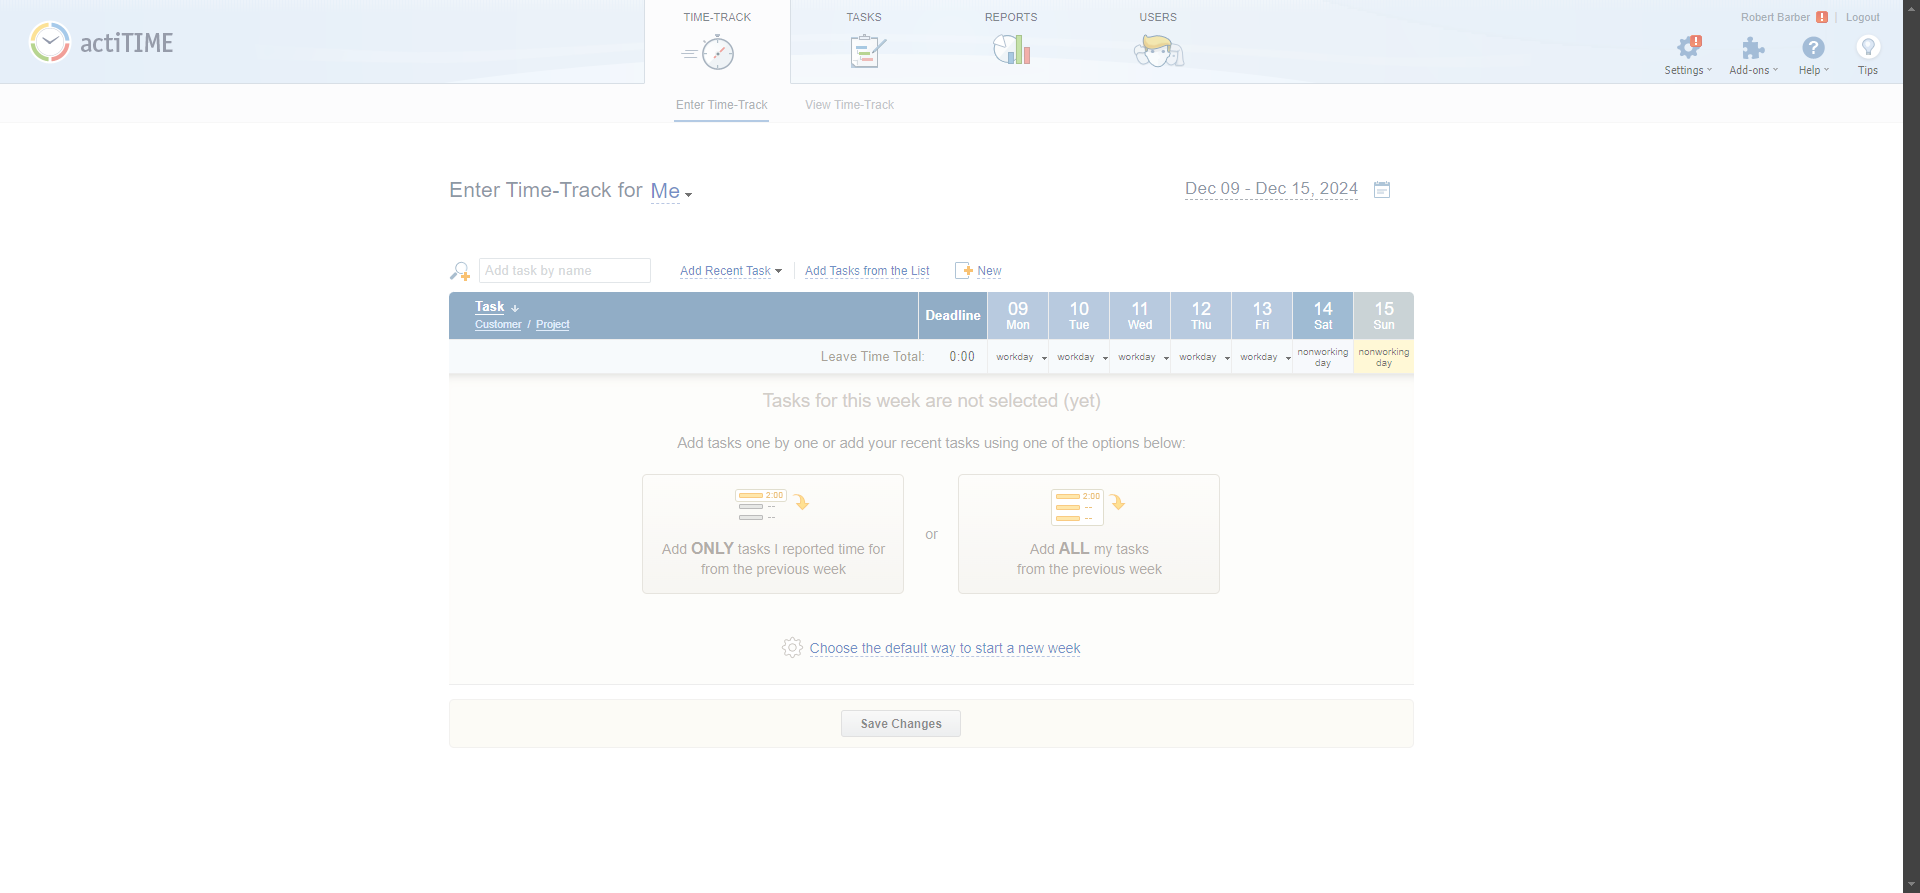 actiTIME
TIME-TRACK
TASKS
REPORTS
USERS
Robert Barber ! | Logout
Settings
Add-ons
Help
Tips
Enter Time-Track
View Time-Track
Enter Time-Track for Me
Dec 09 - Dec 15, 2024
Add task by name
Add Recent Task
Add Tasks from the List
New
Task
Customer / Project
Deadline
09 Mon
10 Tue
11 Wed
12 Thu
13 Fri
14 Sat
15 Sun
Leave Time Total: 0:00
workday
workday
workday
workday
workday
nonworking
day
nonworking
day
Tasks for this week are not selected (yet)
Add tasks one by one or add your recent tasks using one of the options below:
2:00
--
--
Add ONLY tasks I reported time for
from the previous week
or
2:00
--
--
Add ALL my tasks
from the previous week
Choose the default way to start a new week
Save Changes